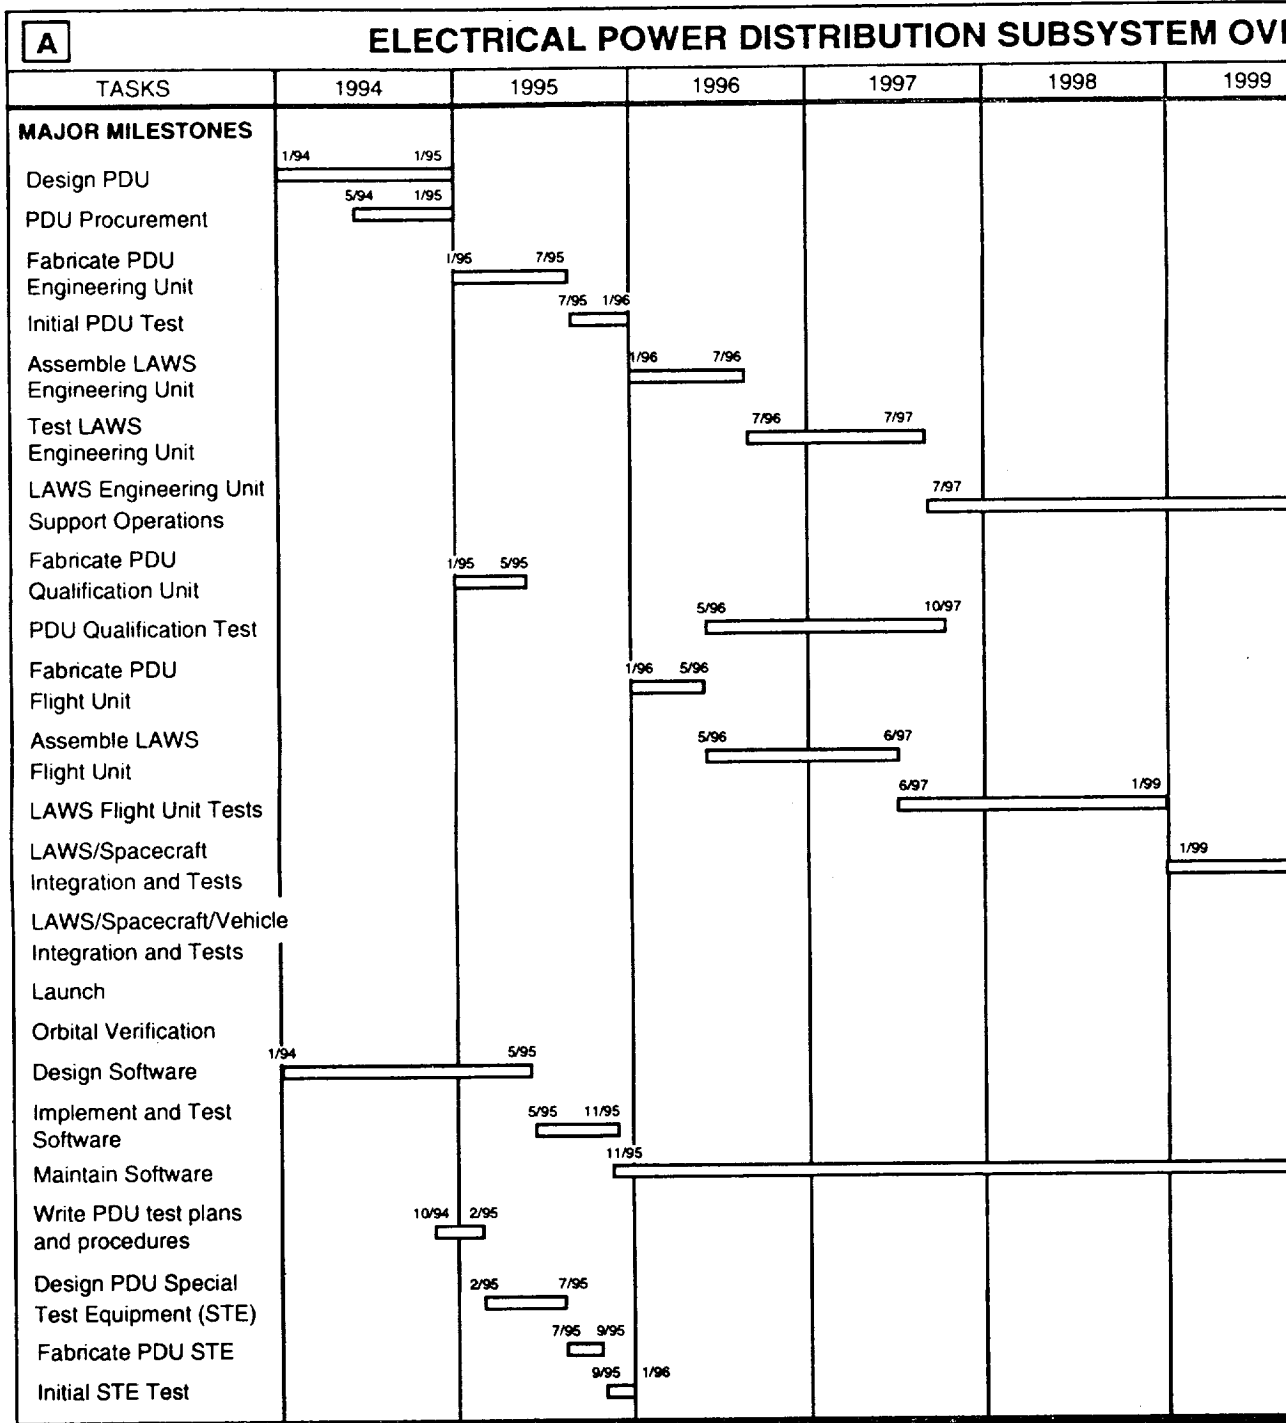 A
ELECTRICAL POWER DISTRIBUTION SUBSYSTEM OV
TASKS 1994 1995 1996 1997 1998 1999
MAJOR MILESTONES
1/94 1/95
Design PDU
5/94 1/95
PDU Procurement
Fabricate PDU
1/95 7/95
Engineering Unit
7/95 1/96
Initial PDU Test
Assemble LAWS
1/96 7/96
Engineering Unit
Test LAWS
7/96 7/97
Engineering Unit
LAWS Engineering Unit
7/97
Support Operations
Fabricate PDU
1/95 5/95
Qualification Unit
5/96 10/97
PDU Qualification Test
Fabricate PDU
1/96 5/96
Flight Unit
Assemble LAWS
5/96 6/97
Flight Unit
6/97 1/99
LAWS Flight Unit Tests
LAWS/Spacecraft
1/99
Integration and Tests
LAWS/Spacecraft/Vehicle
Integration and Tests
Launch
Orbital Verification
1/94 5/95
Design Software
Implement and Test
5/95 11/95
Software
11/95
Maintain Software
Write PDU test plans
10/94 2/95
and procedures
Design PDU Special
2/95 7/95
Test Equipment (STE)
7/95 9/95
Fabricate PDU STE
9/95 1/96
Initial STE Test